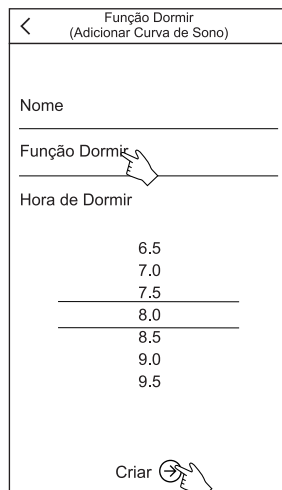 Função Dormir
(Adicionar Curva de Sono)
Nome
Função Dormir
Hora de Dormir
6.5
7.0
7.5
8.0
8.5
9.0
9.5
Criar